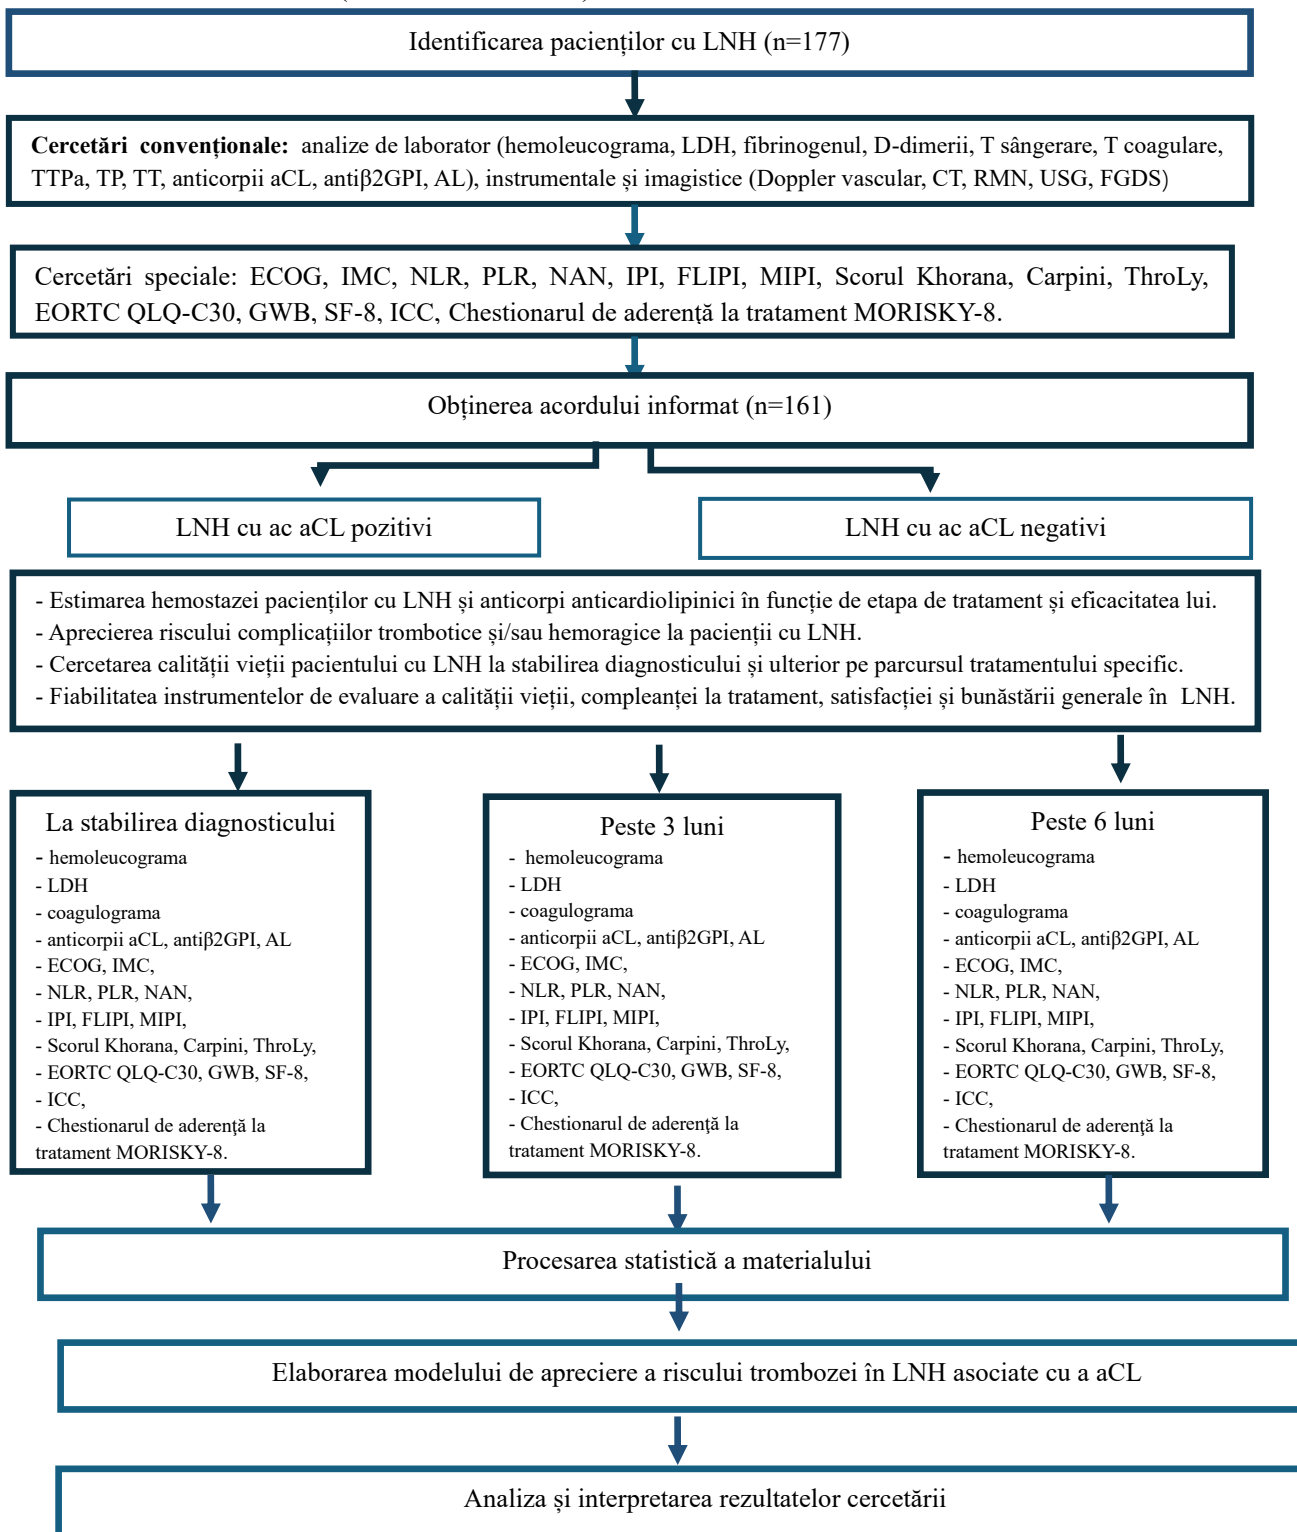 Identificarea pacienților cu LNH (n=177)
Cercetări convenționale: analize de laborator (hemoleucograma, LDH, fibrinogenul, D-dimerii, T sângerare, T coagulare,
TTPa, TP, TT, anticorpii aCL, antiβ2GPI, AL), instrumentale și imagistice (Doppler vascular, CT, RMN, USG, FGDS)
Cercetări speciale: ECOG, IMC, NLR, PLR, NAN, IPI, FLIPI, MIPI, Scorul Khorana, Carpini, ThroLy,
EORTC QLQ-C30, GWB, SF-8, ICC, Chestionarul de aderență la tratament MORISKY-8.
Obținerea acordului informat (n=161)
LNH cu ac aCL pozitivi
LNH cu ac aCL negativi
- Estimarea hemostazei pacienților cu LNH și anticorpi anticardiolipinici în funcție de etapa de tratament și eficacitatea lui.
- Aprecierea riscului complicațiilor trombotice și/sau hemoragice la pacienții cu LNH.
- Cercetarea calității vieții pacientului cu LNH la stabilirea diagnosticului și ulterior pe parcursul tratamentului specific.
- Fiabilitatea instrumentelor de evaluare a calității vieții, compleanței la tratament, satisfacției și bunăstării generale în LNH.
La stabilirea diagnosticului
- hemoleucograma
- LDH
- coagulograma
- anticorpii aCL, antiβ2GPI, AL
- ECOG, IMC,
- NLR, PLR, NAN,
- IPI, FLIPI, MIPI,
- Scorul Khorana, Carpini, ThroLy,
- EORTC QLQ-C30, GWB, SF-8,
- ICC,
- Chestionarul de aderență la
tratament MORISKY-8.
Peste 3 luni
- hemoleucograma
- LDH
- coagulograma
- anticorpii aCL, antiβ2GPI, AL
- ECOG, IMC,
- NLR, PLR, NAN,
- IPI, FLIPI, MIPI,
- Scorul Khorana, Carpini, ThroLy,
- EORTC QLQ-C30, GWB, SF-8,
- ICC,
- Chestionarul de aderență la
tratament MORISKY-8.
Peste 6 luni
- hemoleucograma
- LDH
- coagulograma
- anticorpii aCL, antiβ2GPI, AL
- ECOG, IMC,
- NLR, PLR, NAN,
- IPI, FLIPI, MIPI,
- Scorul Khorana, Carpini, ThroLy,
- EORTC QLQ-C30, GWB, SF-8,
- ICC,
- Chestionarul de aderență la
tratament MORISKY-8.
Procesarea statistică a materialului
Elaborarea modelului de apreciere a riscului trombozei în LNH asociate cu a aCL
Analiza și interpretarea rezultatelor cercetării